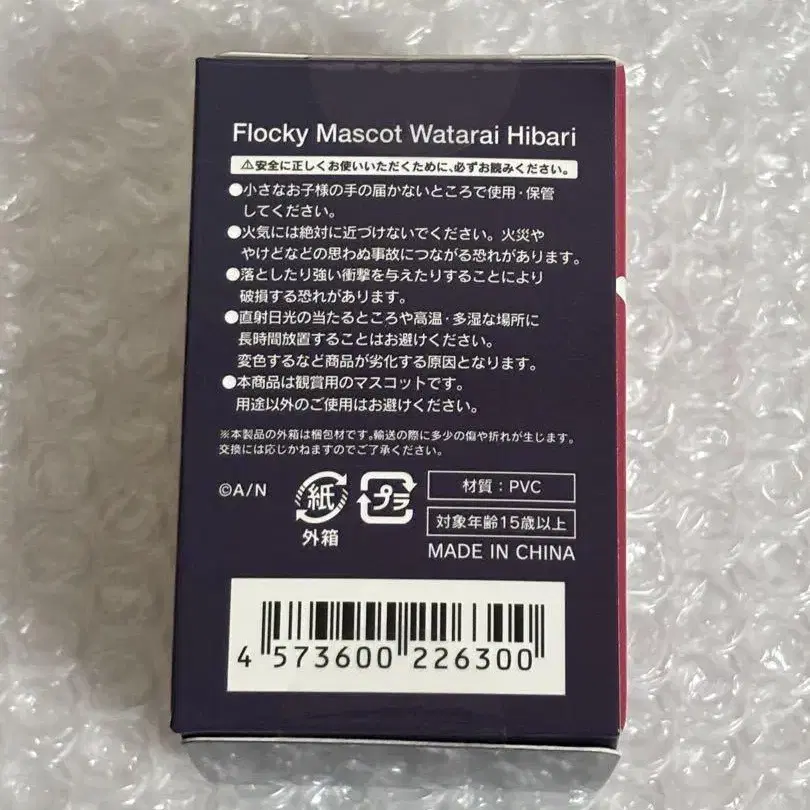 Flocky Mascot Watarai Hibari
⚠安全に正しくお使いいただくために、必ずお読みください。
●小さなお子様の手の届かないところで使用・保管
してください。
●火気には絶対に近づけないでください。火災や
やけどなどの思わぬ事故につながる恐れがあります。
●落としたり強い衝撃を与えたりすることにより
破損する恐れがあります。
●直射日光の当たるところや高温・多湿な場所に
長時間放置することはお避けください。
変色するなど商品が劣化する原因となります。
●本商品は観賞用のマスコットです。
用途以外のご使用はお避けください。
※本製品の外箱は梱包材です。輸送の際に多少の傷や折れが生じます。
交換には応じかねますのでご了承ください。
©A/N
紙
外箱
プラ
材質：PVC
対象年齢15歳以上
MADE IN CHINA
4 573600 226300